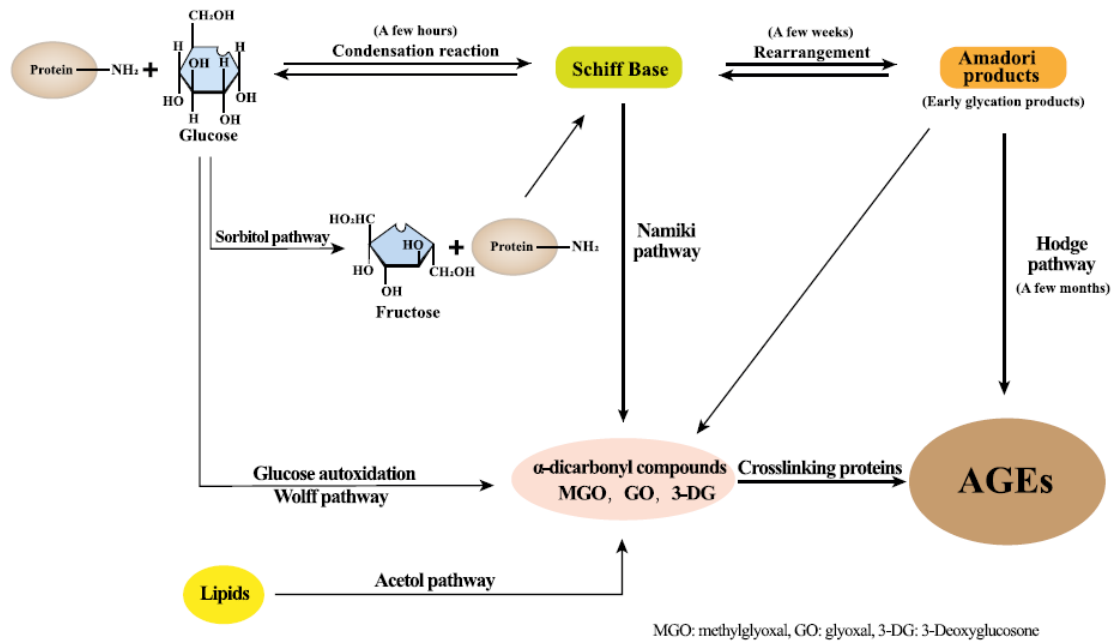 CH₂OH
H
H
OH
H
HO
OH
H
OH
Protein
NH₂
+
Glucose
(A few hours)
Condensation reaction
Schiff Base
(A few weeks)
Rearrangement
Amadori
products
(Early glycation products)
Sorbitol pathway
HO₂HC
HO
HO
CH₂OH
OH
Fructose
+
Protein
NH₂
Namiki
pathway
Hodge
pathway
(A few months)
Glucose autoxidation
Wolff pathway
α-dicarbonyl compounds
MGO, GO, 3-DG
Crosslinking proteins
AGEs
Lipids
Acetol pathway
MGO: methylglyoxal, GO: glyoxal, 3-DG: 3-Deoxyglucosone